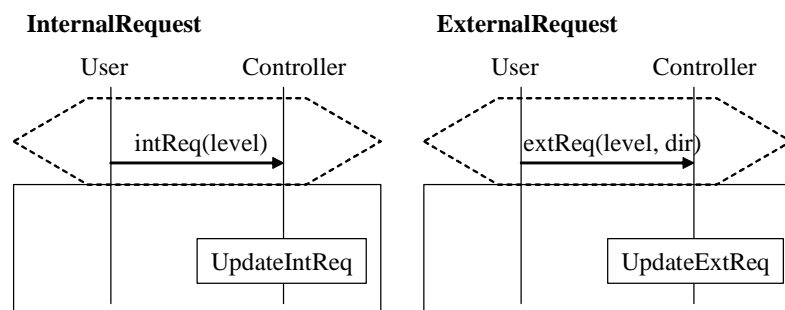 InternalRequest
User Controller
intReq(level)
UpdateIntReq
ExternalRequest
User Controller
extReq(level, dir)
UpdateExtReq